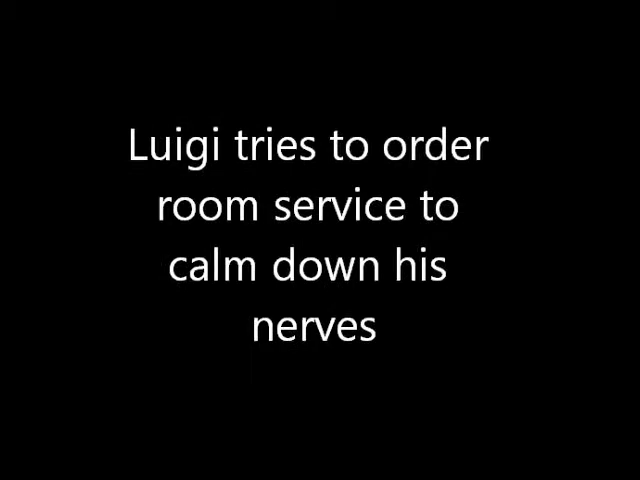 Luigi tries to order
room service to
calm down his
nerves